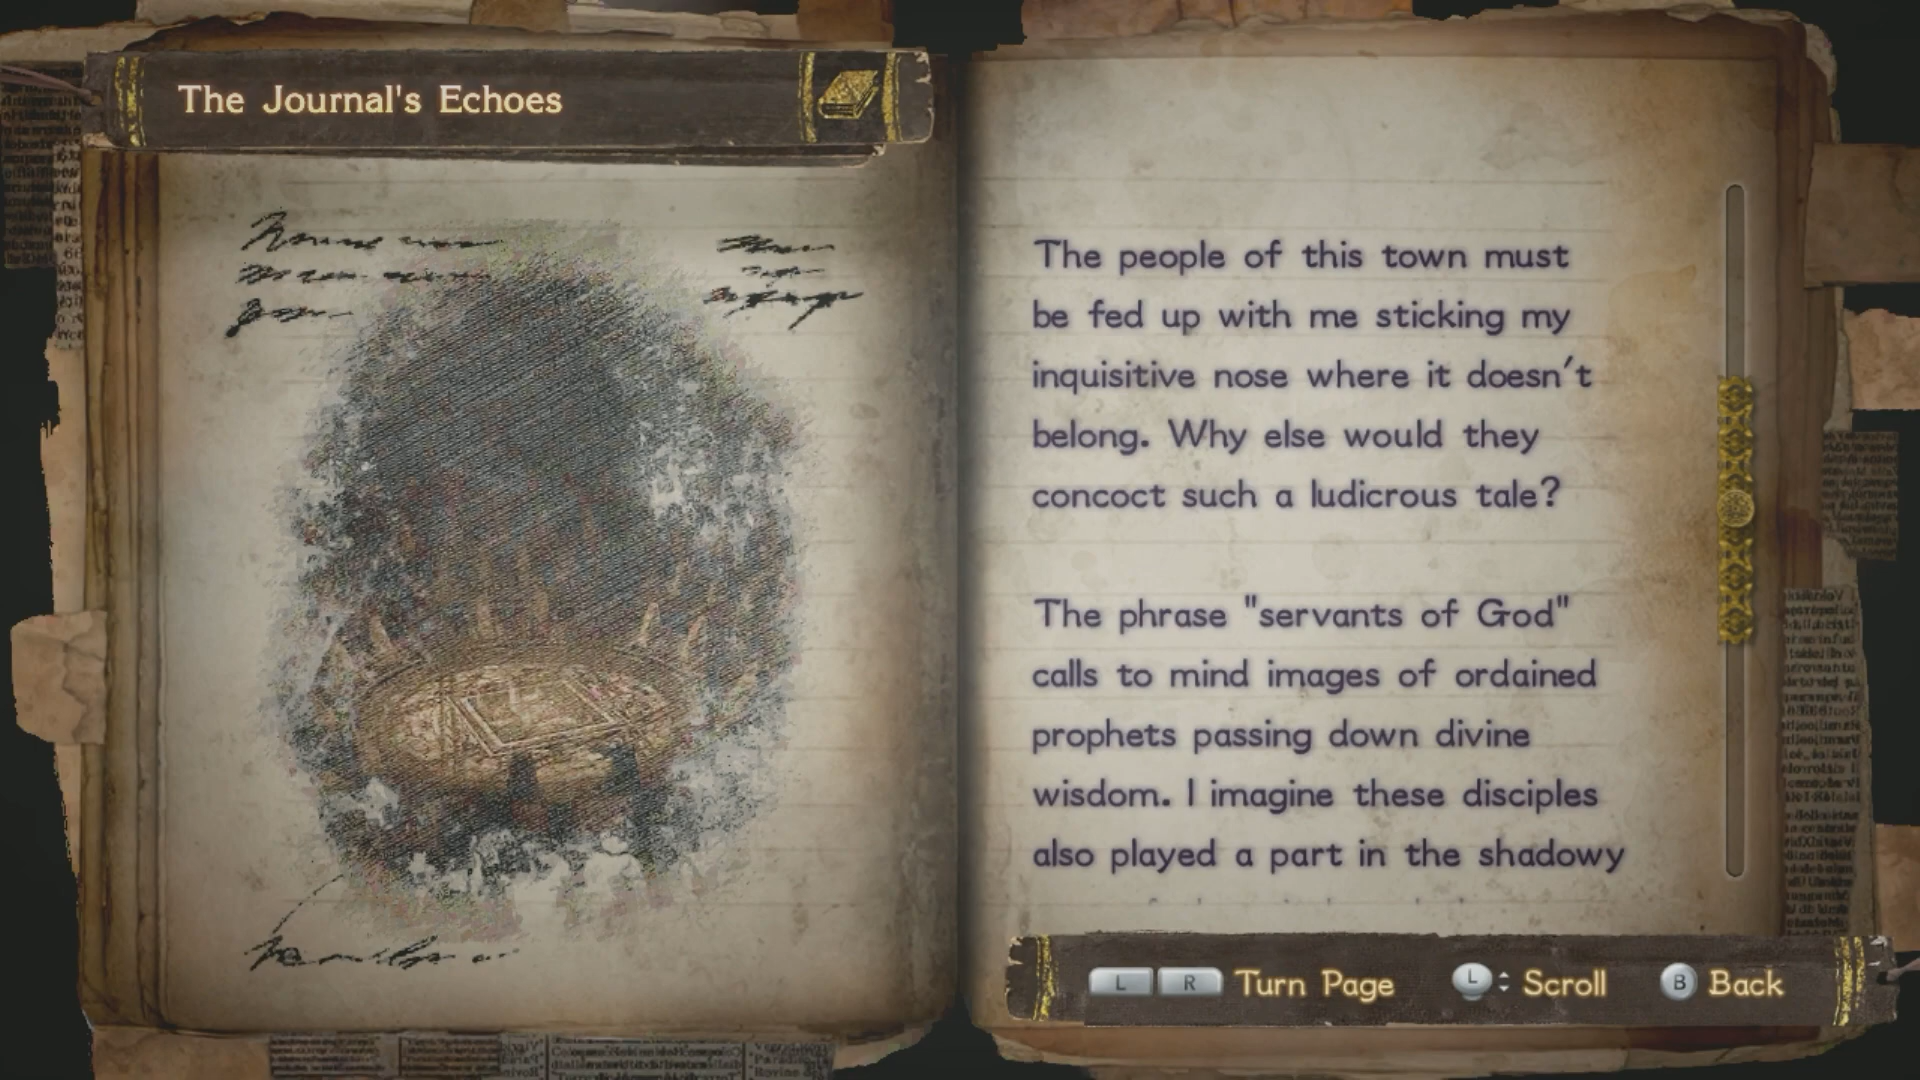 The Journal's Echoes
The people of this town must
be fed up with me sticking my
inquisitive nose where it doesn't
belong. Why else would they
concoct such a ludicrous tale?
The phrase "servants of God"
calls to mind images of ordained
prophets passing down divine
wisdom. I imagine these disciples
also played a part in the shadowy
L R Turn Page
L Scroll
B Back